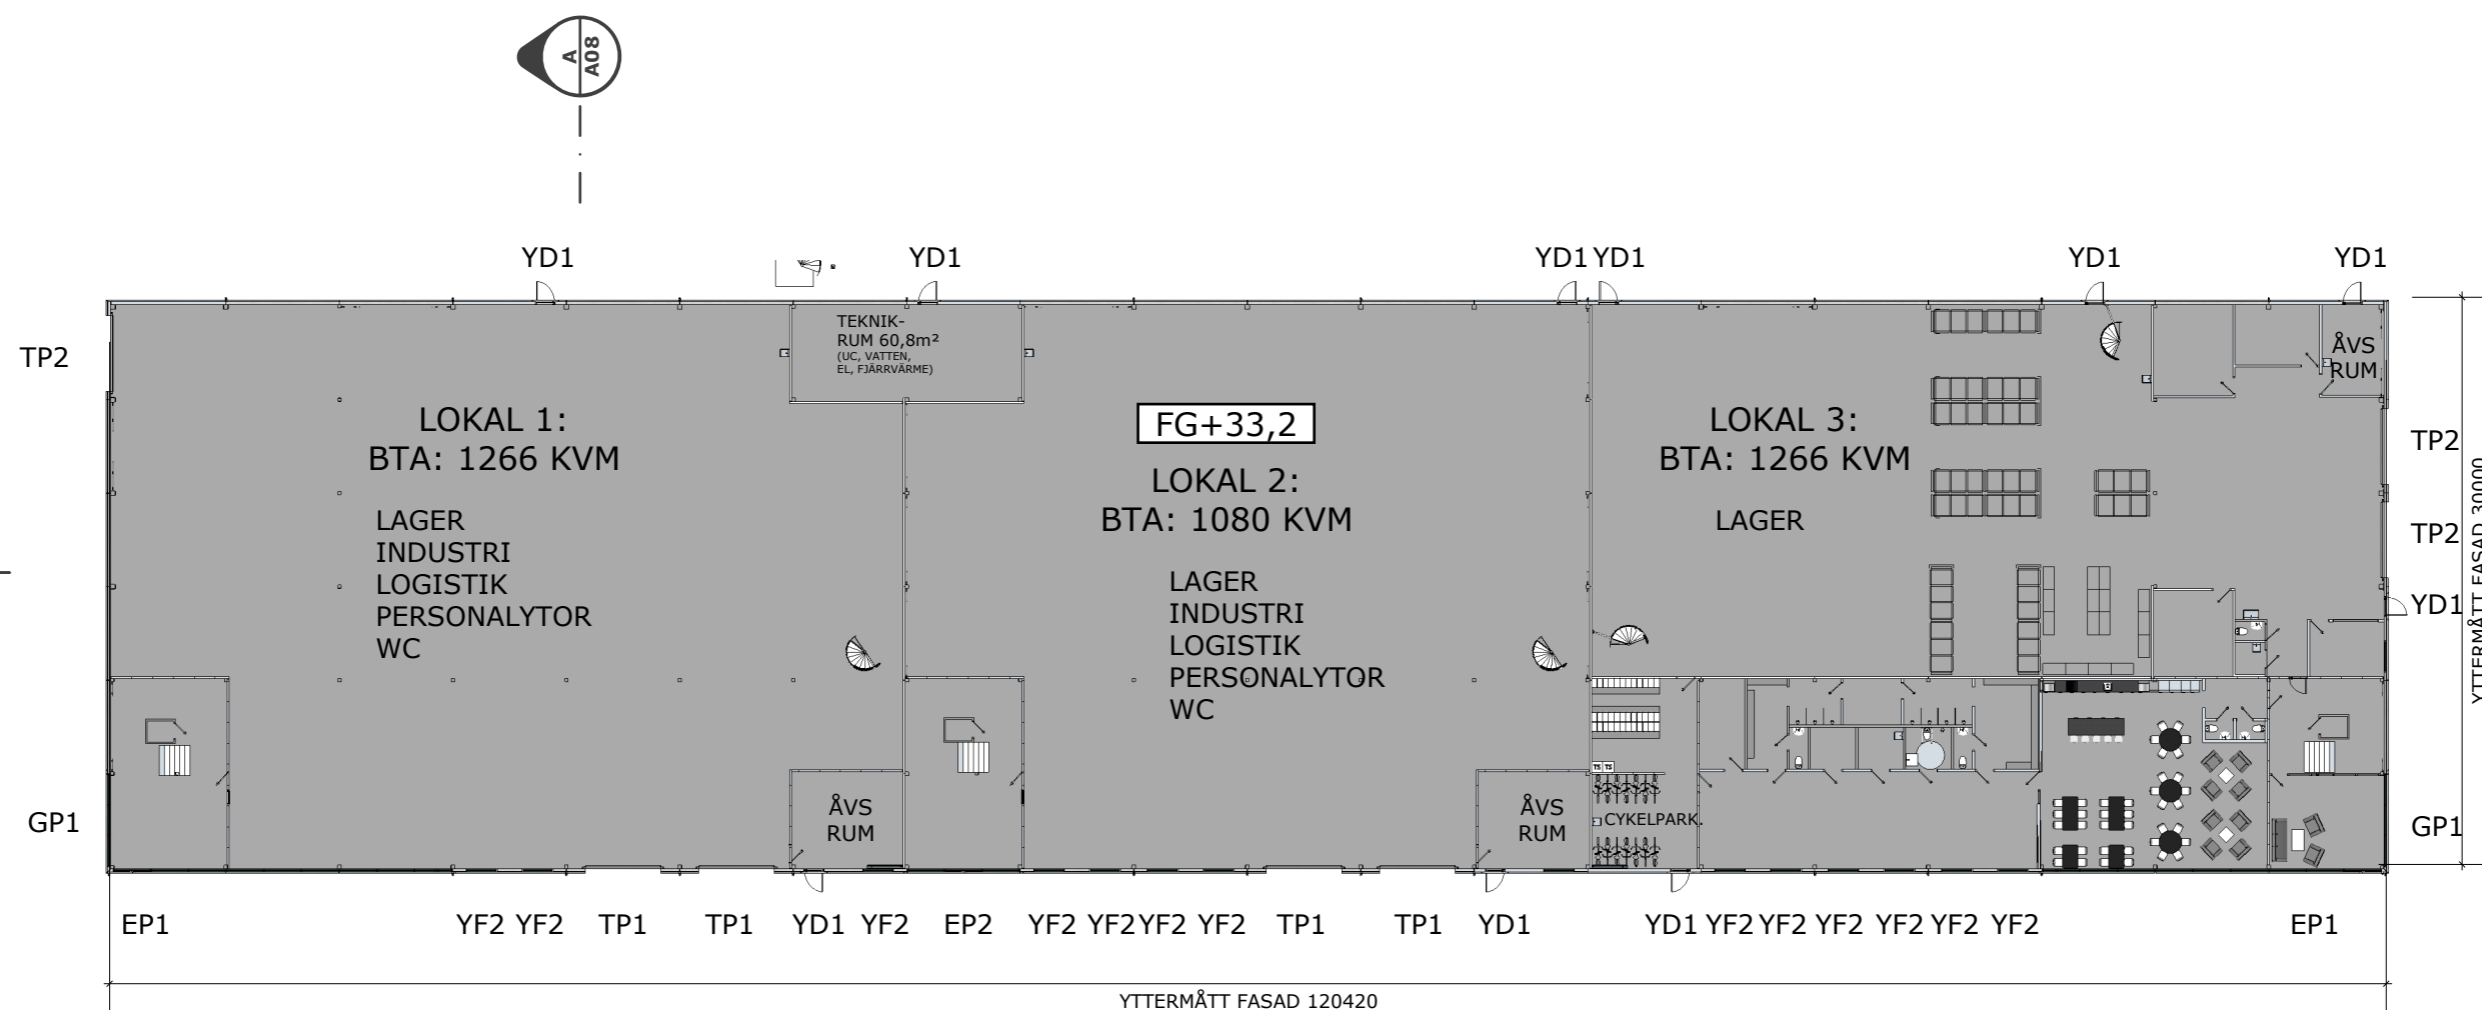 A
A08
YD1 YD1 YD1 YD1 YD1 YD1
TP2
TEKNIK-
RUM 60,8m²
(UC, VATTEN,
EL, FJÄRRVÄRME)
ÅVS
RUM
LOKAL 1:
BTA: 1266 KVM
LAGER
INDUSTRI
LOGISTIK
PERSONALYTOR
WC
FG+33,2
LOKAL 2:
BTA: 1080 KVM
LAGER
INDUSTRI
LOGISTIK
PERSONALYTOR
WC
LOKAL 3:
BTA: 1266 KVM
LAGER
TP2
TP2
YD1
YTTERMÅTT FASAD 30000
TS TS
GP1
ÅVS
RUM
ÅVS
RUM
CYKELPARK.
GP1
EP1 YF2 YF2 TP1 TP1 YD1 YF2 EP2 YF2 YF2 YF2 YF2 TP1 TP1 YD1 YD1 YF2 YF2 YF2 YF2 YF2 YF2 EP1
YTTERMÅTT FASAD 120420